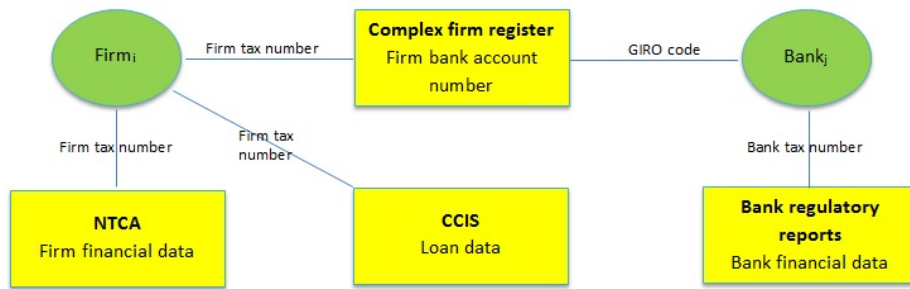 Firmᵢ
Firm tax number
Complex firm register
Firm bank account
number
GIRO code
Bankⱼ
Firm tax number
Firm tax
number
Bank tax number
NTCA
Firm financial data
CCIS
Loan data
Bank regulatory
reports
Bank financial data